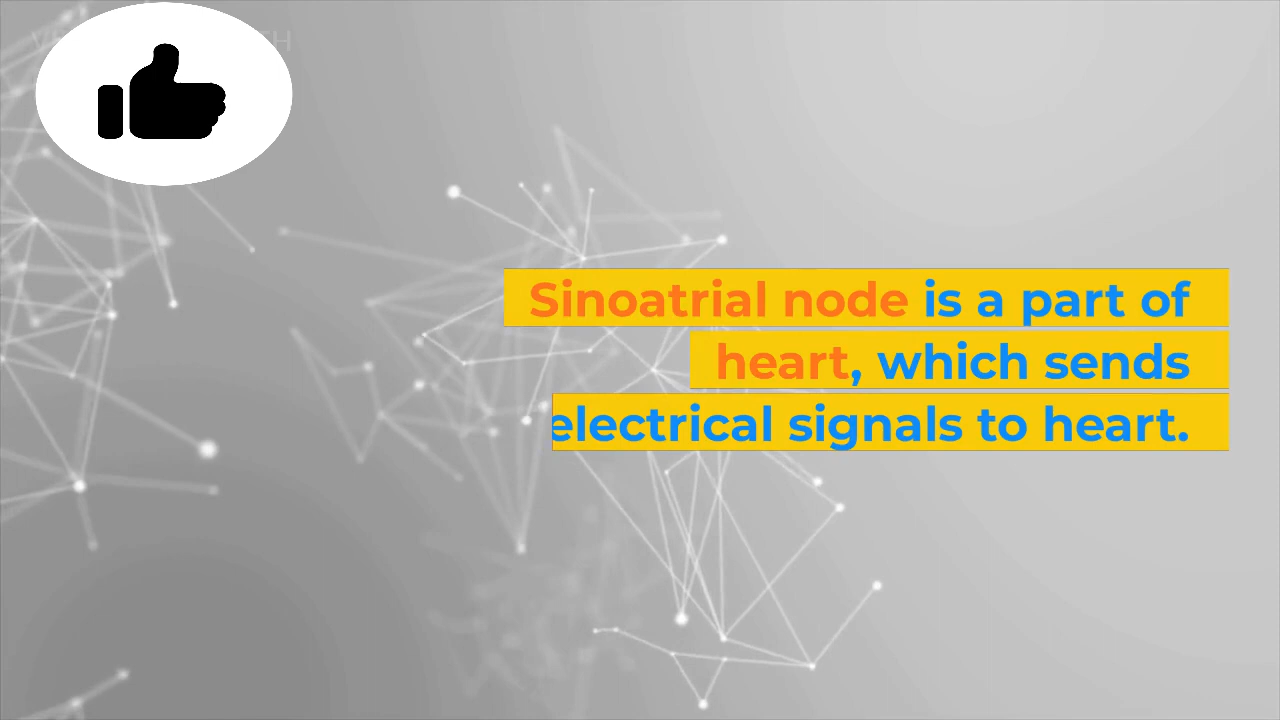 Sinoatrial node is a part of
heart, which sends
electrical signals to heart.